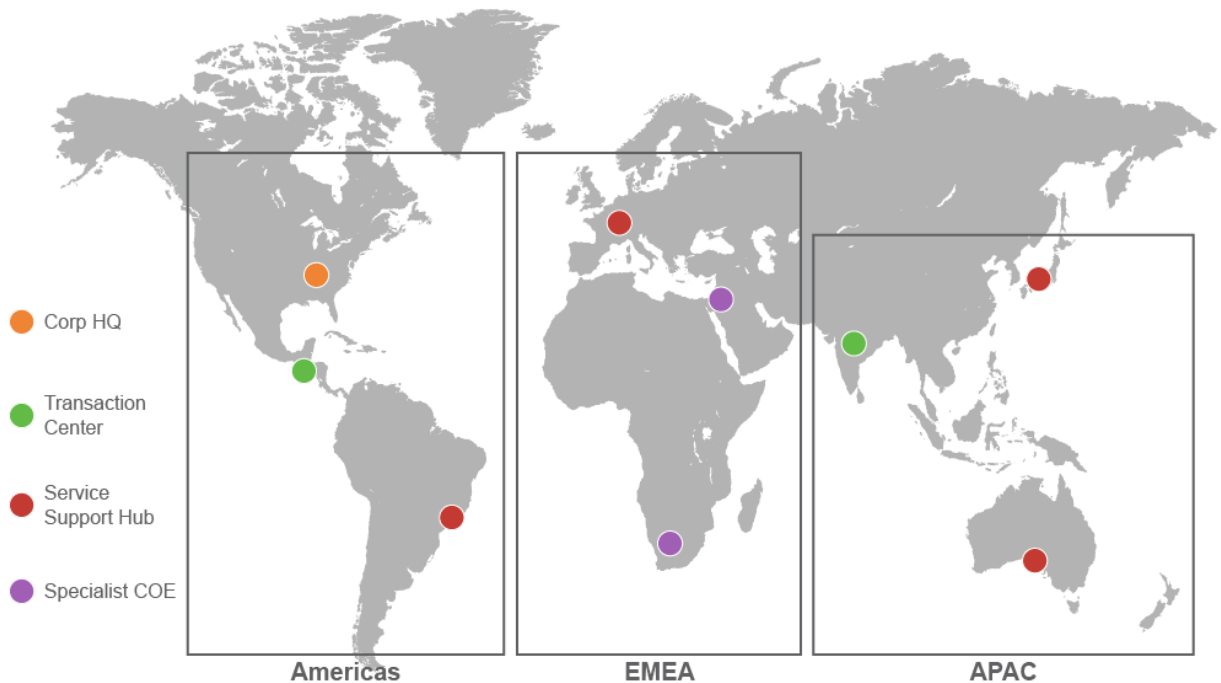 Corp HQ
Transaction
Center
Service
Support Hub
Specialist COE
Americas
EMEA
APAC